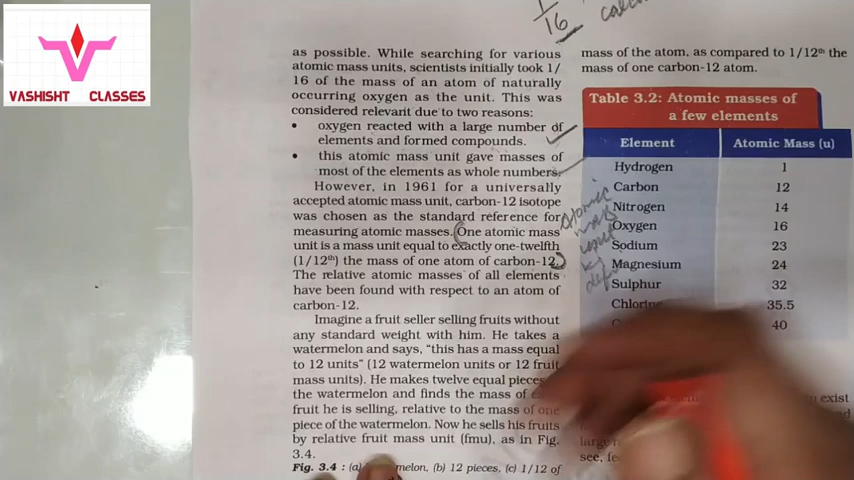 VASHISHT CLASSES
1/16
as possible. While searching for various
atomic mass units, scientists initially took 1/
16 of the mass of an atom of naturally
occurring oxygen as the unit. This was
considered relevant due to two reasons:
• oxygen reacted with a large number of
elements and formed compounds.
• this atomic mass unit gave masses of
most of the elements as whole numbers.
However, in 1961 for a universally
accepted atomic mass unit, carbon-12 isotope
was chosen as the standard reference for
measuring atomic masses. One atomic mass
unit is a mass unit equal to exactly one-twelfth
(1/12th) the mass of one atom of carbon-12.
The relative atomic masses of all elements
have been found with respect to an atom of
carbon-12.
Imagine a fruit seller selling fruits without
any standard weight with him. He takes a
watermelon and says, "this has a mass equal
to 12 units" (12 watermelon units or 12 fruit
mass units). He makes twelve equal pieces
the watermelon and finds the mass of
fruit he is selling, relative to the mass of one
piece of the watermelon. Now he sells his fruits
by relative fruit mass unit (fmu), as in Fig.
3.4.
Fig. 3.4 : (a) melon, (b) 12 pieces, (c) 1/12 of
Atomic
mass
unit
mass of the atom, as compared to 1/12th the
mass of one carbon-12 atom.
Table 3.2: Atomic masses of
a few elements
Element Atomic Mass (u)
Hydrogen 1
Carbon 12
Nitrogen 14
Oxygen 16
Sodium 23
Magnesium 24
Sulphur 32
Chlorine 35.5
40
exist
large
see,